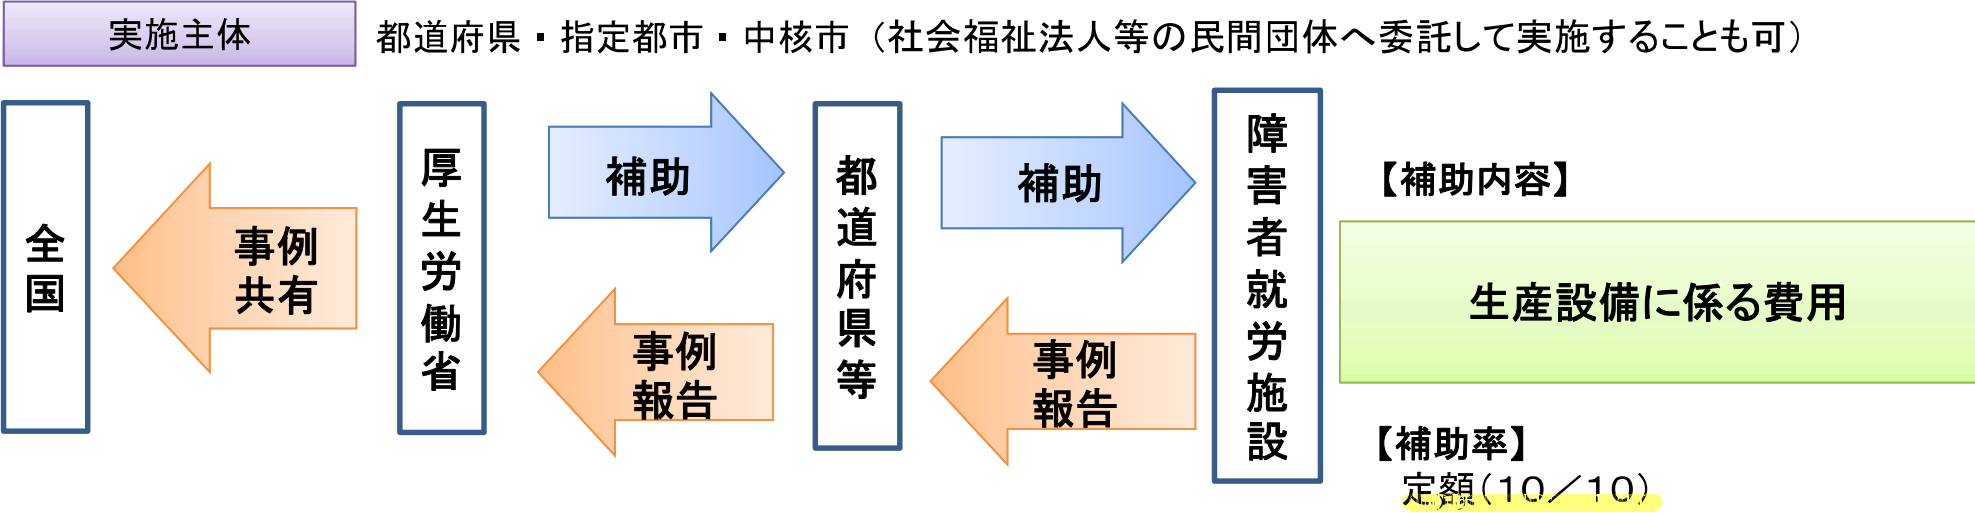 実施主体
都道府県・指定都市・中核市（社会福祉法人等の民間団体へ委託して実施することも可）
全国
事例
共有
厚生労働省
補助
事例
報告
都道府県等
補助
事例
報告
障害者就労施設
【補助内容】
生産設備に係る費用
【補助率】
定額（１０／１０）